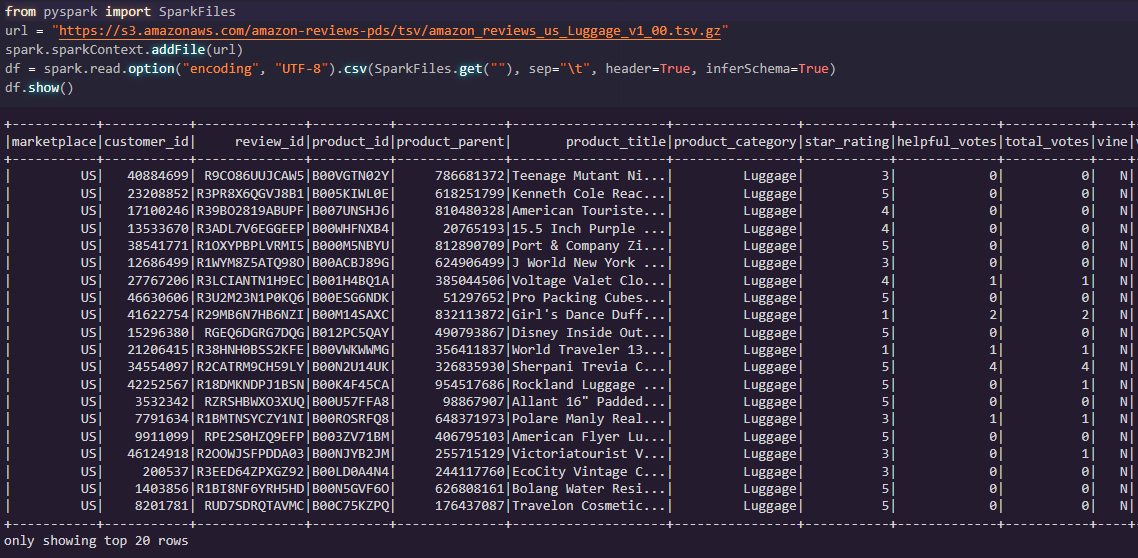 from pyspark import SparkFiles
url = "https://s3.amazonaws.com/amazon-reviews-pds/tsv/amazon_reviews_us_Luggage_v1_00.tsv.gz"
spark.sparkContext.addFile(url)
df = spark.read.option("encoding", "UTF-8").csv(SparkFiles.get(""), sep="\t", header=True, inferSchema=True)
df.show()
+-----------+-----------+--------------+----------+--------------+--------------------+----------------+-----------+-------------+-----------+----+
|marketplace|customer_id|     review_id|product_id|product_parent|       product_title|product_category|star_rating|helpful_votes|total_votes|vine|
+-----------+-----------+--------------+----------+--------------+--------------------+----------------+-----------+-------------+-----------+----+
|         US|   40884699| R9CO86UUJCAW5|B00VGTN02Y|     786681372|Teenage Mutant Ni...|         Luggage|          3|            0|          0|   N|
|         US|   23208852|R3PR8X6QGVJ8B1|B005KIWL0E|     618251799|Kenneth Cole Reac...|         Luggage|          5|            0|          0|   N|
|         US|   17100246|R39BO2819ABUPF|B007UNSHJ6|     810480328|American Touriste...|         Luggage|          4|            0|          0|   N|
|         US|   13533670|R3ADL7V6EGGEEP|B00WHFNXB4|      20765193|15.5 Inch Purple ...|         Luggage|          4|            0|          0|   N|
|         US|   38541771|R1OXYPBPLVRMI5|B000M5NBYU|     812890709|Port & Company Zi...|         Luggage|          5|            0|          0|   N|
|         US|   12686499|R1WYM8Z5ATQ98O|B00ACBJ89G|     624906499|J World New York ...|         Luggage|          3|            0|          0|   N|
|         US|   27767206|R3LCIANTN1H9EC|B001H4BQ1A|     385044506|Voltage Valet Clo...|         Luggage|          4|            1|          1|   N|
|         US|   46630606|R3U2M23N1P0KQ6|B00ESG6NDK|      51297652|Pro Packing Cubes...|         Luggage|          5|            0|          0|   N|
|         US|   41622754|R29MB6N7HB6NZI|B00M14SAXC|     832113872|Girl's Dance Duff...|         Luggage|          1|            2|          2|   N|
|         US|   15296380| RGEQ6DGRG7DQG|B012PC5QAY|     490793867|Disney Inside Out...|         Luggage|          5|            0|          0|   N|
|         US|   21206415|R38HNH0BSS2KFE|B00VWKWWMG|     356411837|World Traveler 13...|         Luggage|          1|            1|          1|   N|
|         US|   34554097|R2CATRM9CH59LY|B00N2U14UK|     326835930|Sherpani Trevia C...|         Luggage|          5|            4|          4|   N|
|         US|   42252567|R18DMKNDPJ1BSN|B00K4F45CA|     954517686|Rockland Luggage ...|         Luggage|          5|            0|          1|   N|
|         US|    3532342| RZRSHBWXO3XUQ|B00U57FFA8|      98867907|Allant 16" Padded...|         Luggage|          5|            0|          0|   N|
|         US|    7791634|R1BMTNSYCZY1NI|B00ROSRFQ8|     648371973|Polare Manly Real...|         Luggage|          3|            1|          1|   N|
|         US|    9911099| RPE2S0HZQ9EFP|B003ZV71BM|     406795103|American Flyer Lu...|         Luggage|          5|            0|          0|   N|
|         US|   46124918|R2OOWJSFPDDA03|B00NJYB2JM|     255715129|Victoriatourist V...|         Luggage|          3|            0|          1|   N|
|         US|     200537|R3EED64ZPXGZ92|B00LD0A4N4|     244117760|EcoCity Vintage C...|         Luggage|          3|            0|          0|   N|
|         US|    1403856|R1BI8NF6YRH5HD|B00N5GVF6O|     626808161|Bolang Water Resi...|         Luggage|          5|            0|          0|   N|
|         US|    8201781| RUD7SDRQTAVMC|B00C75KZPQ|     176437087|Travelon Cosmetic...|         Luggage|          5|            0|          0|   N|
+-----------+-----------+--------------+----------+--------------+--------------------+----------------+-----------+-------------+-----------+----+
only showing top 20 rows